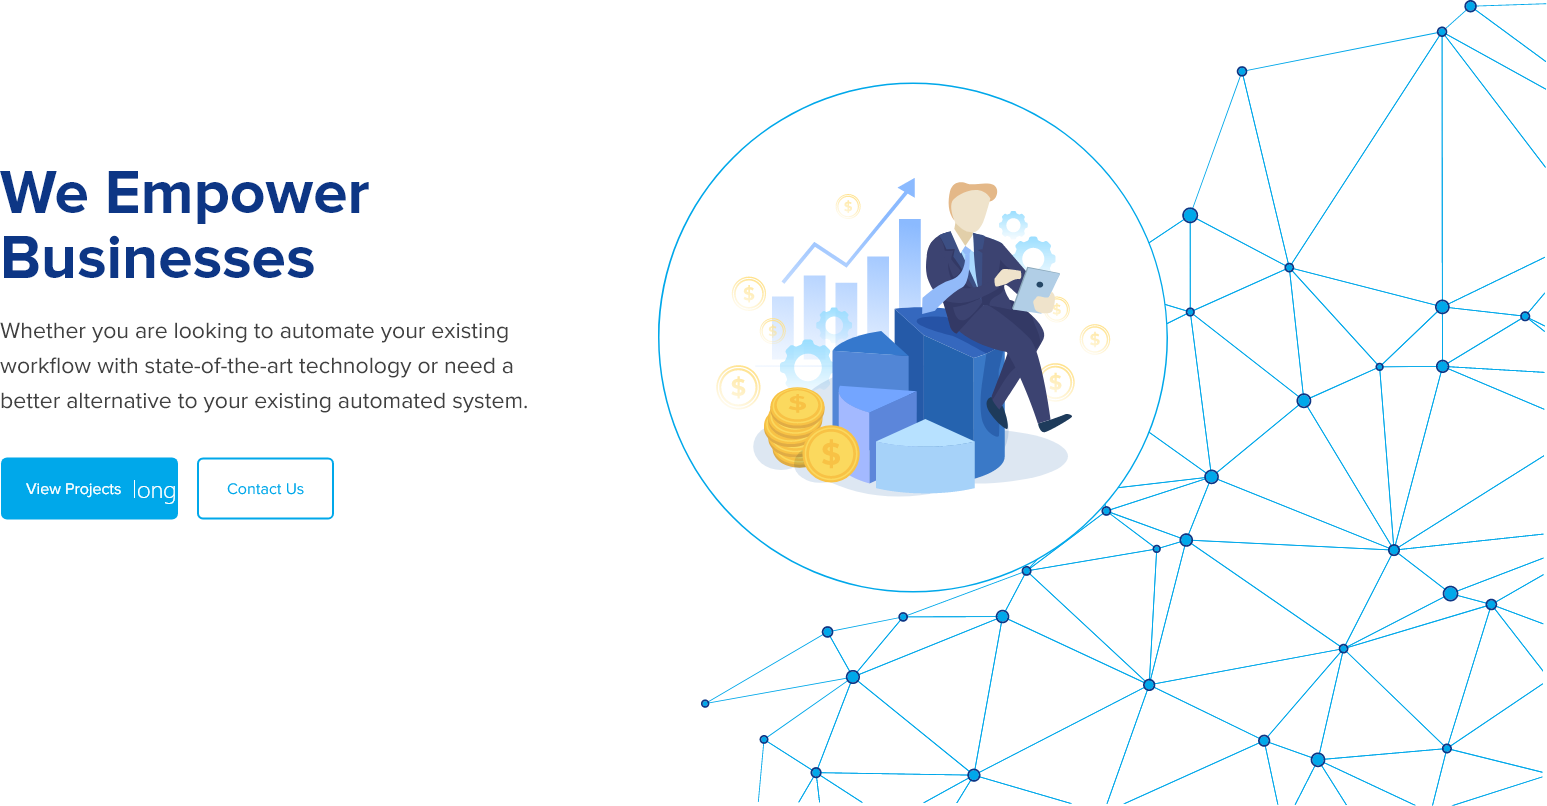 We Empower
Businesses
Whether you are looking to automate your existing
workflow with state-of-the-art technology or need a
better alternative to your existing automated system.
View Projects long
Contact Us